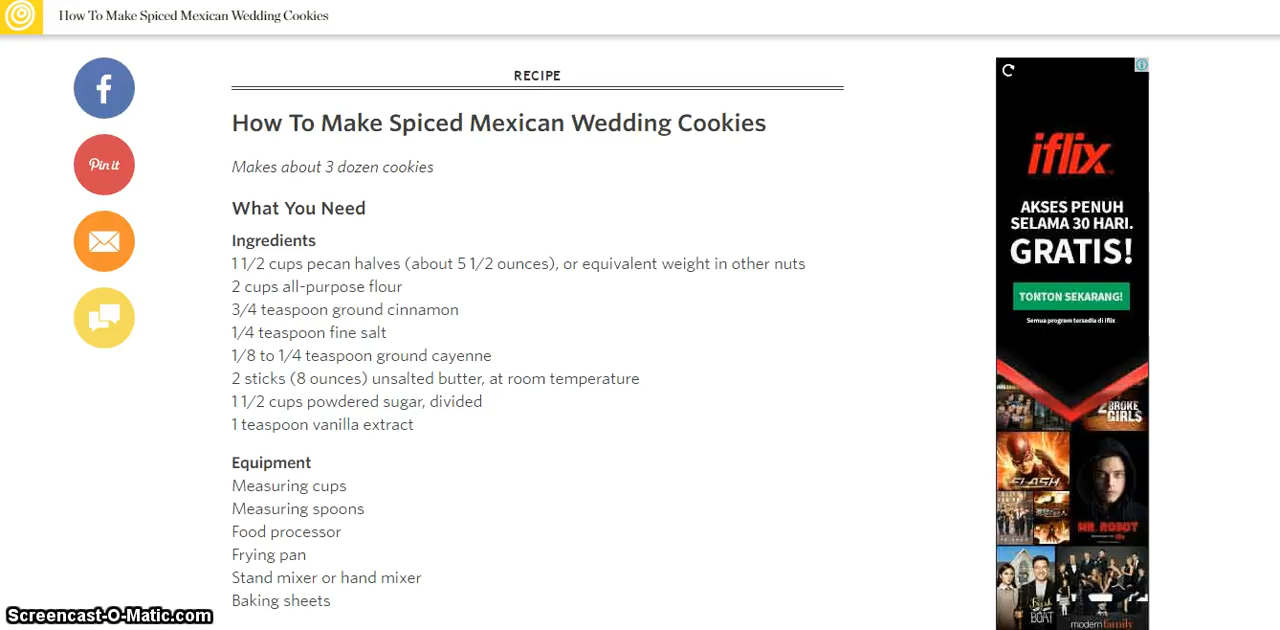 How To Make Spiced Mexican Wedding Cookies
RECIPE
How To Make Spiced Mexican Wedding Cookies
Makes about 3 dozen cookies
What You Need
Ingredients
1 1/2 cups pecan halves (about 5 1/2 ounces), or equivalent weight in other nuts
2 cups all-purpose flour
3/4 teaspoon ground cinnamon
1/4 teaspoon fine salt
1/8 to 1/4 teaspoon ground cayenne
2 sticks (8 ounces) unsalted butter, at room temperature
1 1/2 cups powdered sugar, divided
1 teaspoon vanilla extract
Equipment
Measuring cups
Measuring spoons
Food processor
Frying pan
Stand mixer or hand mixer
Baking sheets
Pin it
iflix
AKSES PENUH
SELAMA 30 HARI.
GRATIS!
TONTON SEKARANG!
Semua program tersedia di iflix
2 BROKE
GIRLS
FLASH
MR. ROBOT
BOAT
modern family
Screencast-O-Matic.com